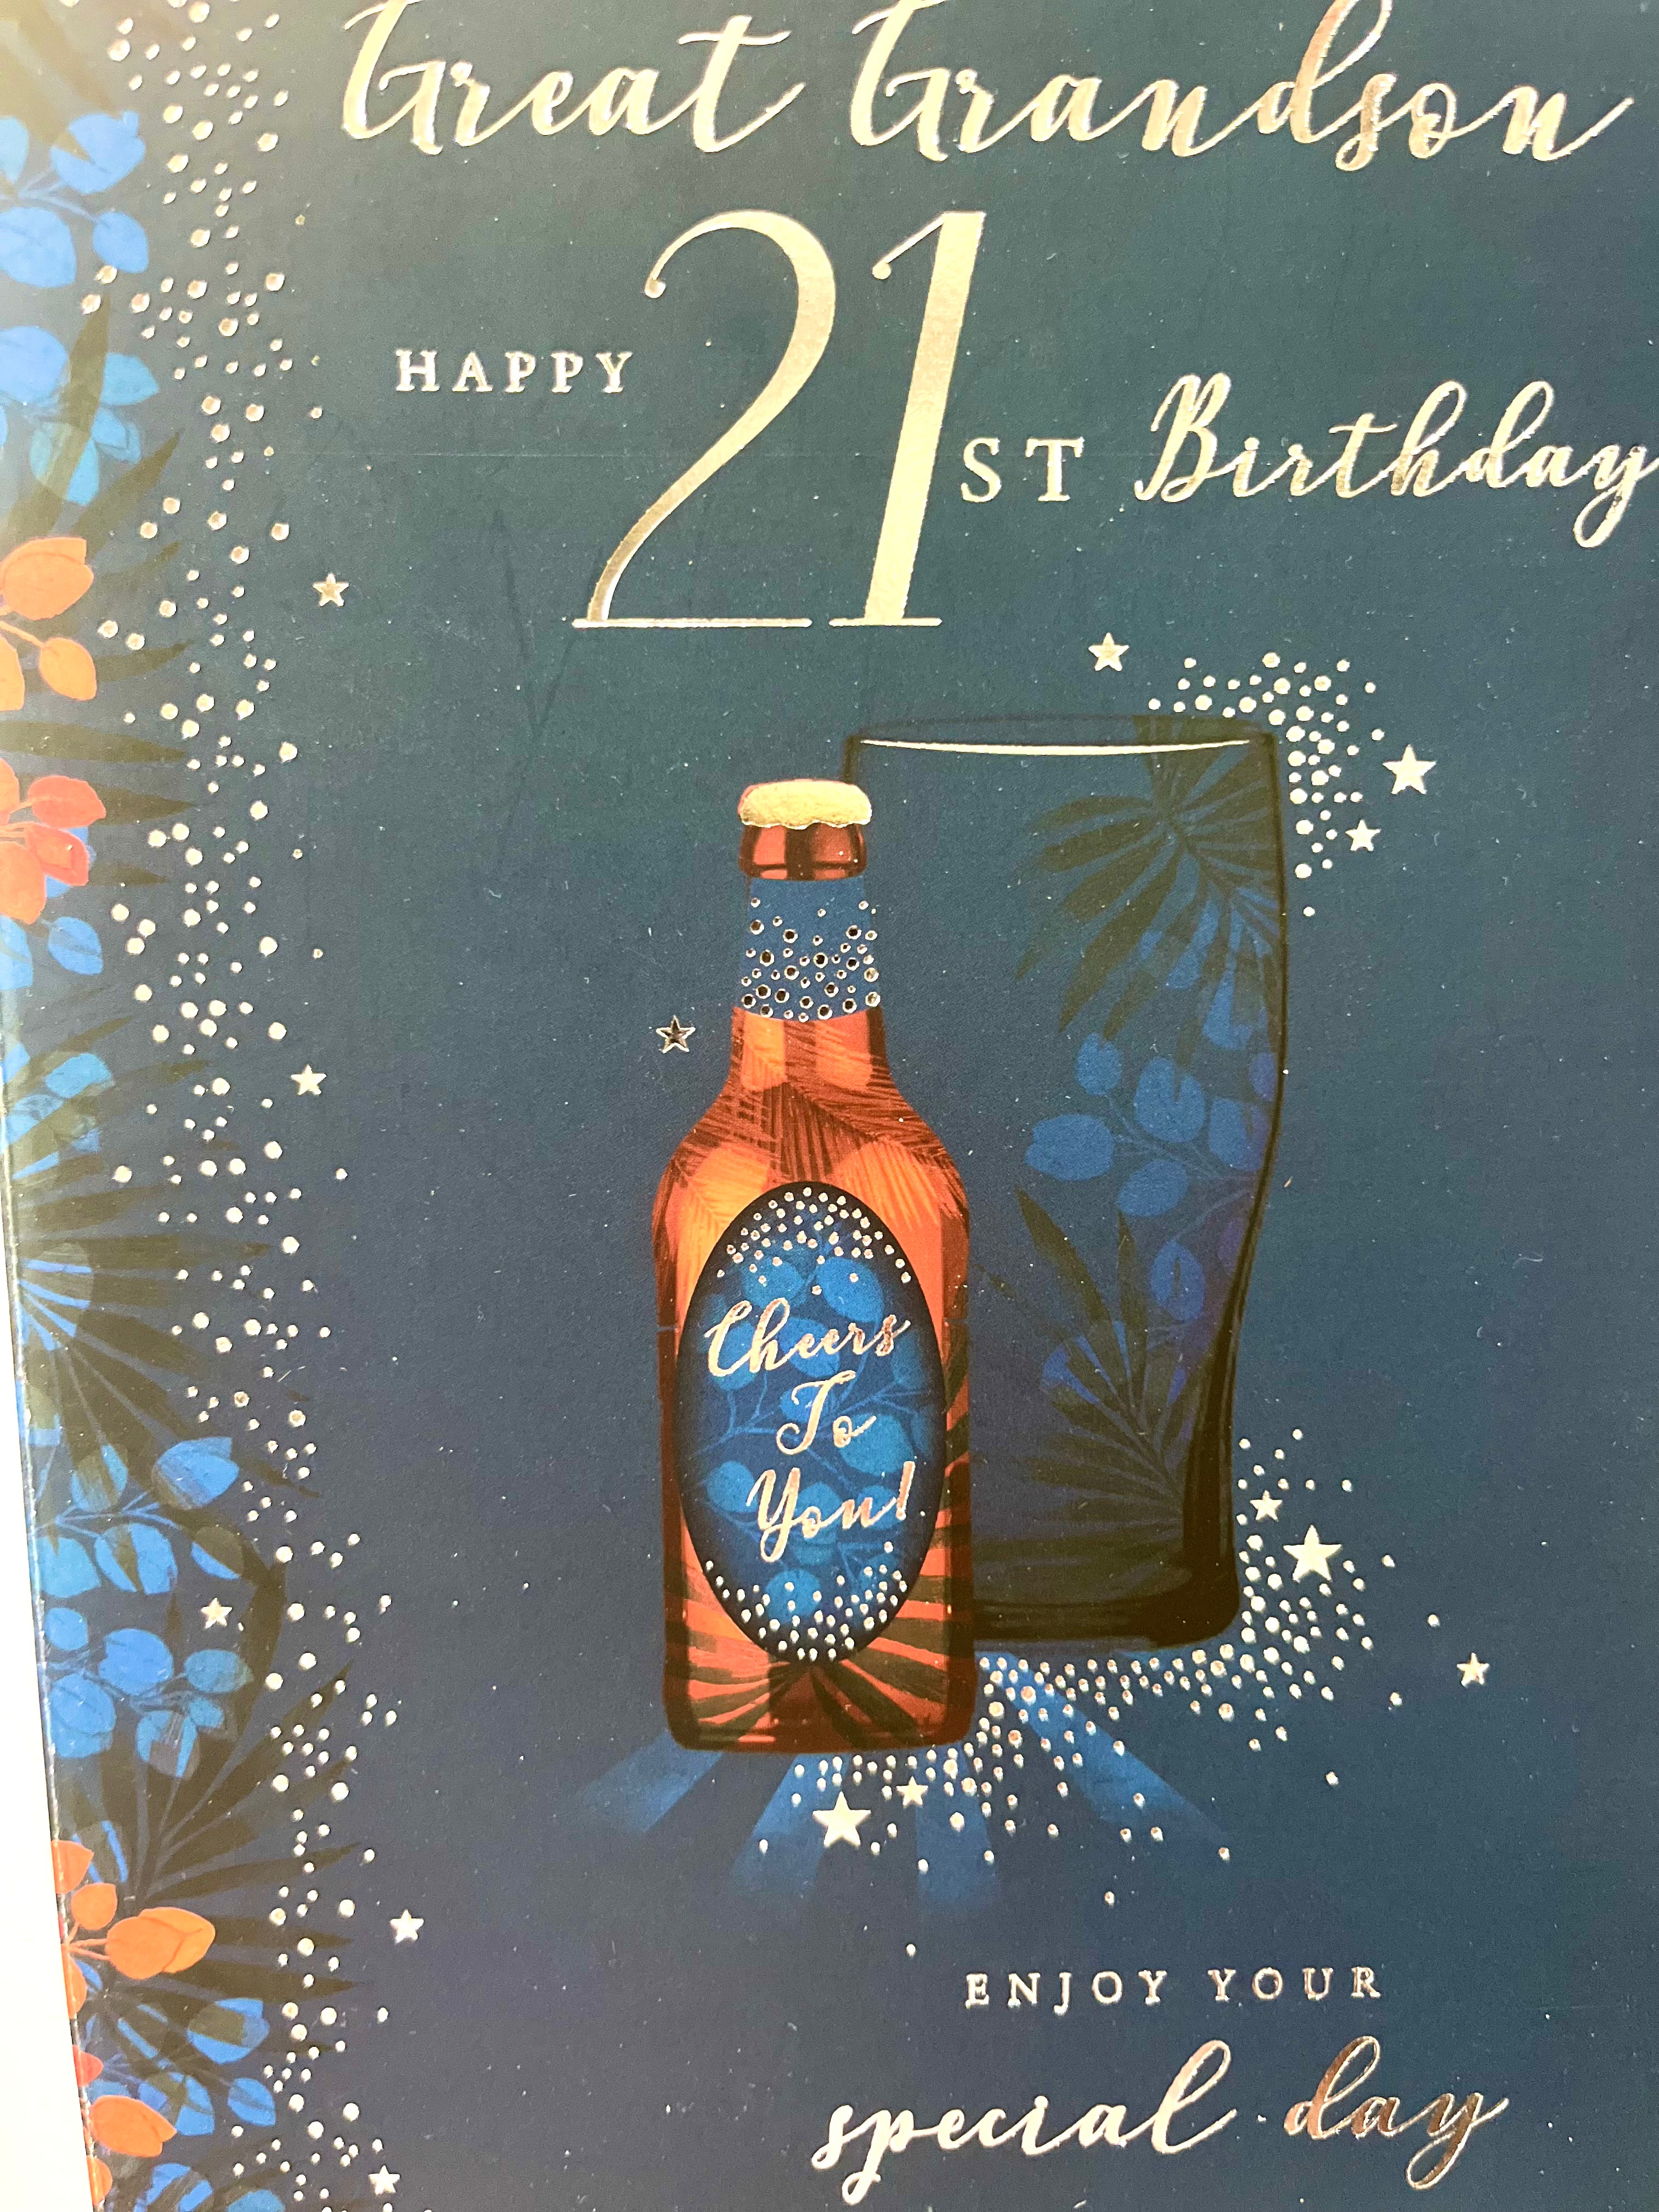 Great Grandson
HAPPY 21ST Birthday
Cheers
To
You!
ENJOY YOUR
special day